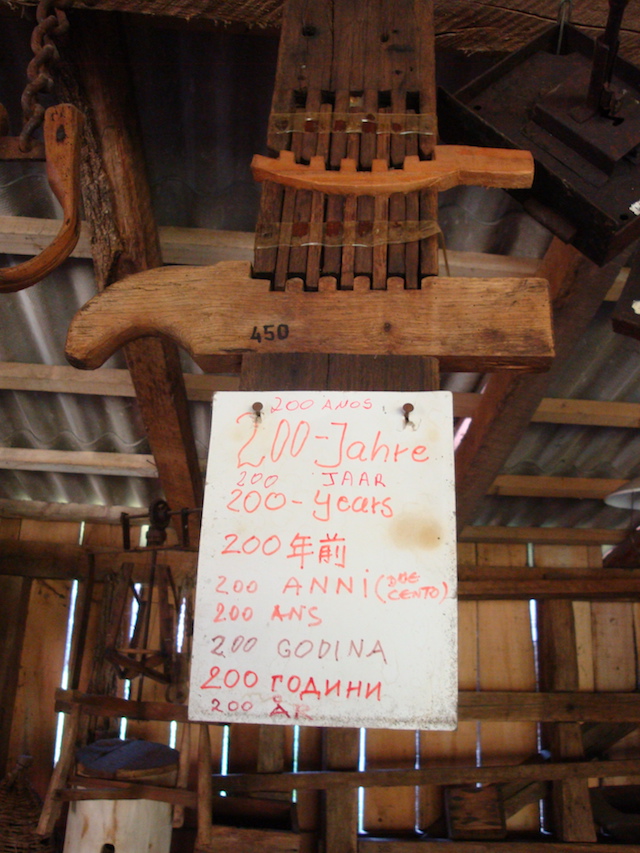 450
200 ANOS
200-Jahre
200 JAAR
200-years
200年前
200 ANNi (DUE CENTO)
200 ANS
200 GODINA
200 ГОДИНИ
200 ÅR